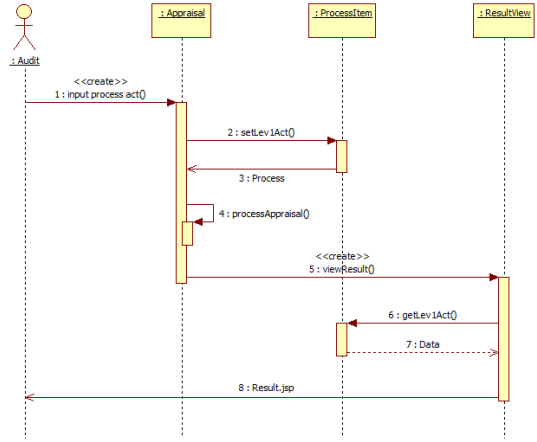 : Appraisal
: ProcessItem
: ResultView
: Audit
<<create>>
1 : input process act()
2 : setLev1Act()
3 : Process
4 : processAppraisal()
<<create>>
5 : viewResult()
6 : getLev1Act()
7 : Data
8 : Result.jsp